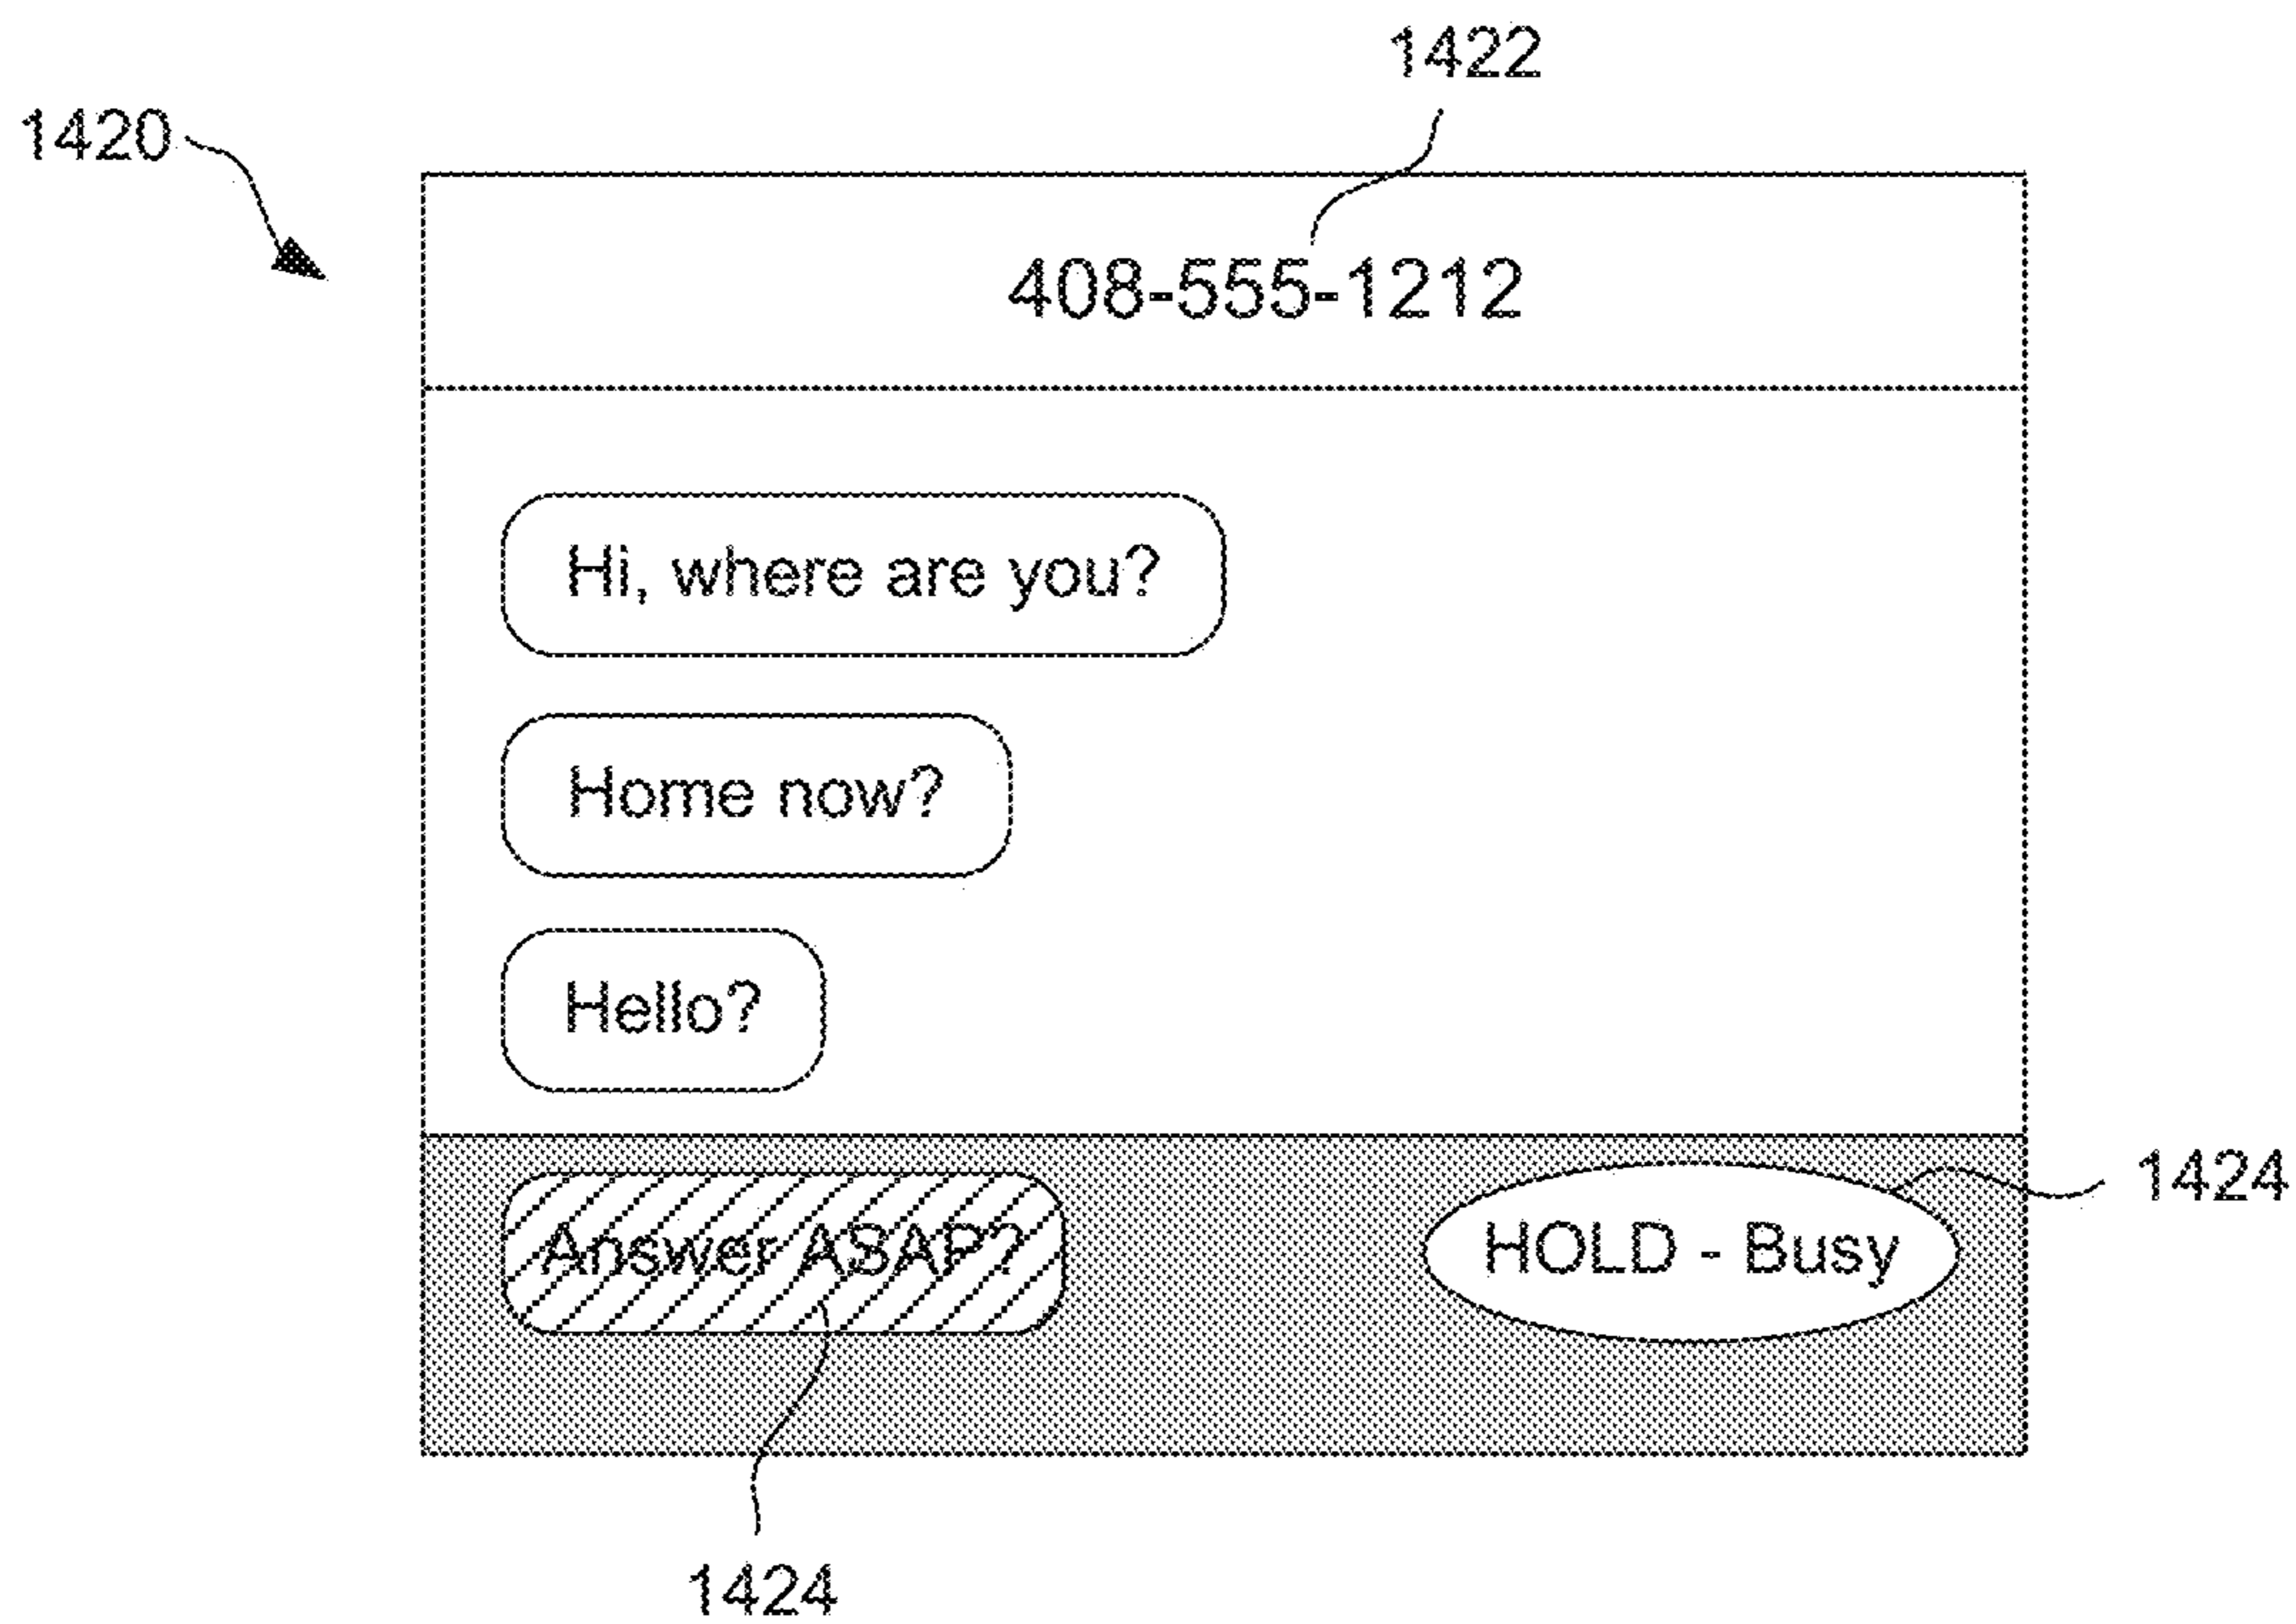 1422
1420
408-555-1212
Hi, where are you?
Home now?
Hello?
1424
Answer ASAP?
HOLD - Busy
1424